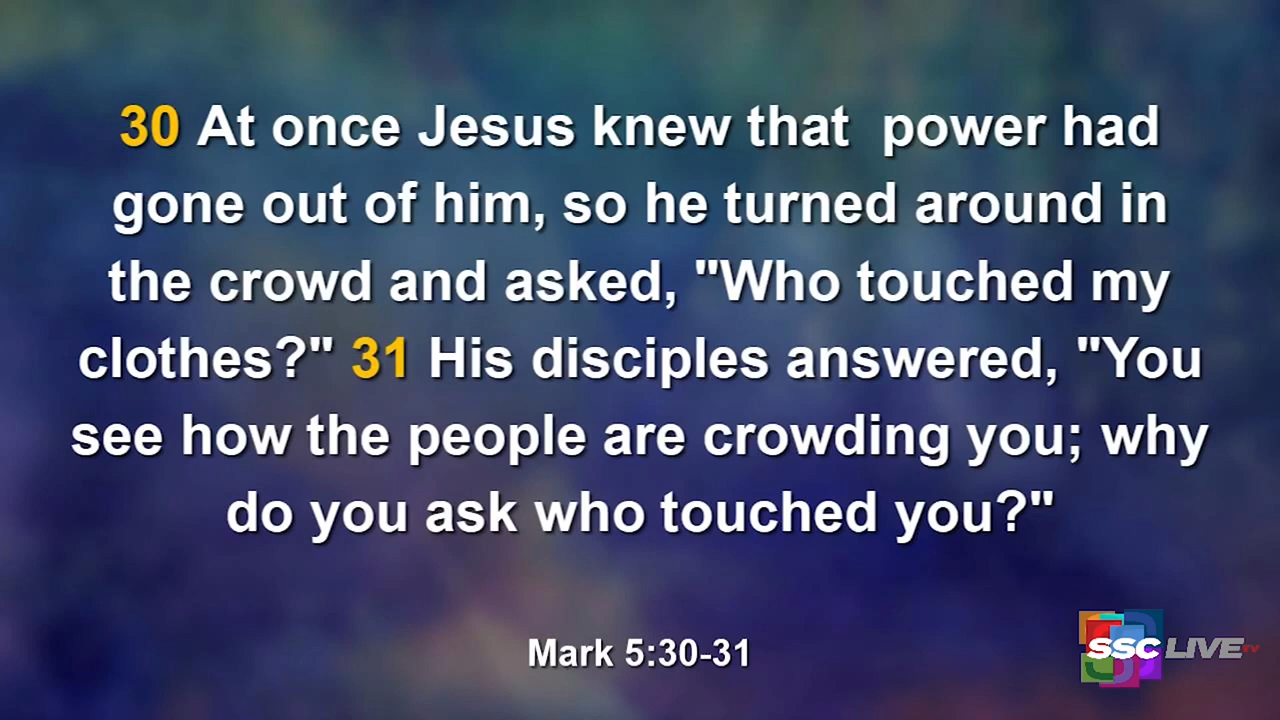 30 At once Jesus knew that  power had
gone out of him, so he turned around in
the crowd and asked, "Who touched my
clothes?" 31 His disciples answered, "You
see how the people are crowding you; why
do you ask who touched you?"
Mark 5:30-31
SSC LIVE TV